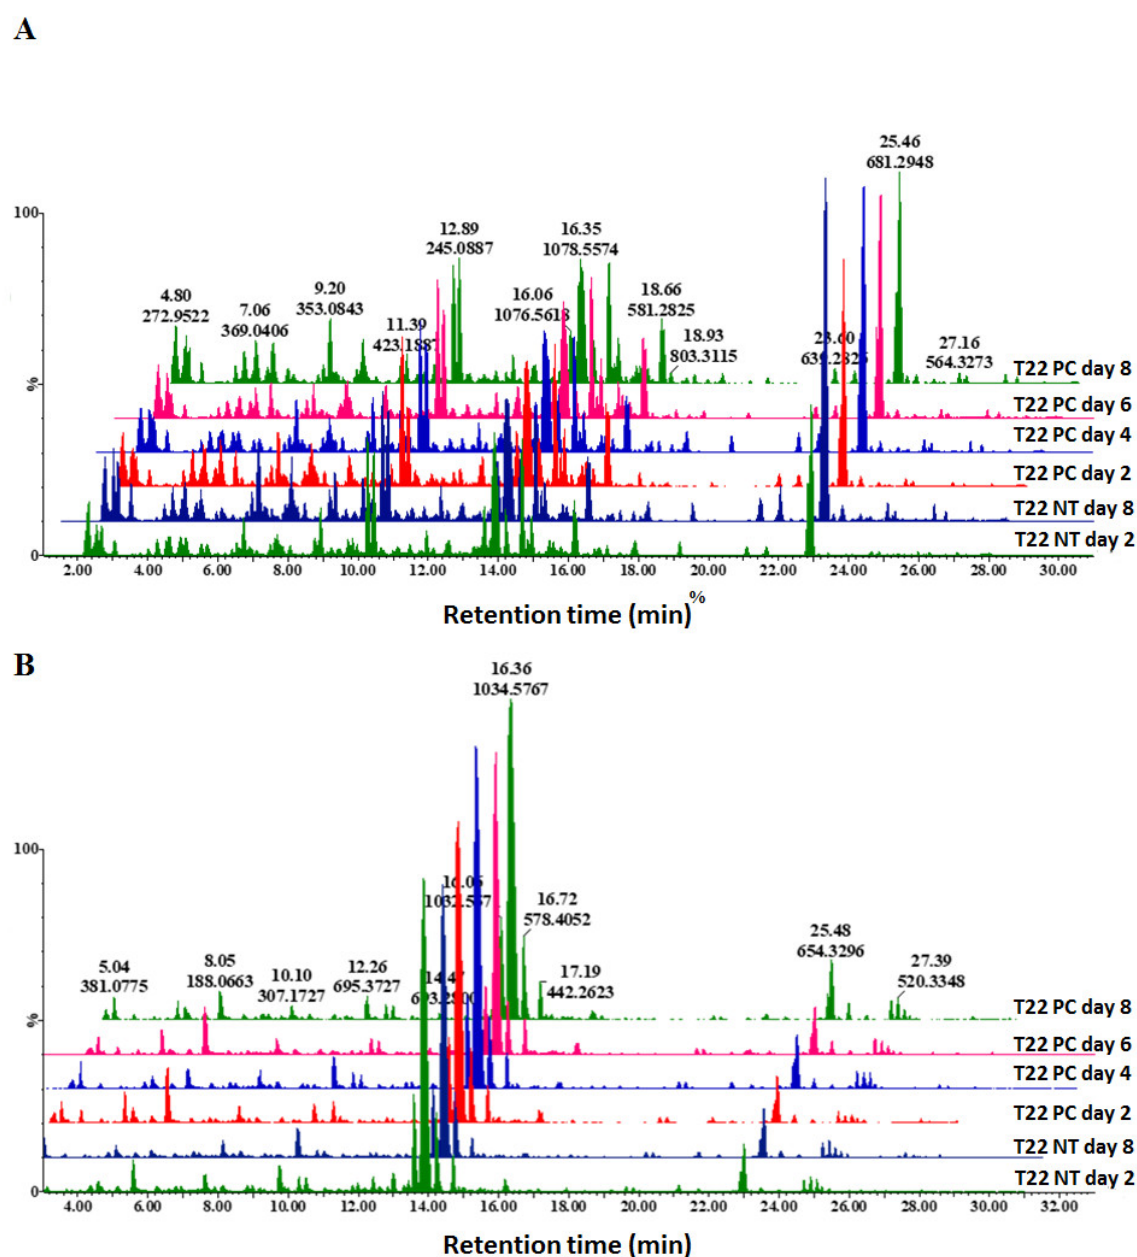 A
25.46
681.2948
100
12.89
245.0887
16.35
1078.5574
4.80
272.9522
7.06
369.0406
9.20
353.0843
11.39
16.06
1076.5618
18.66
581.2825
18.93
803.3115
27.16
564.3273
T22 PC day 8
%
T22 PC day 6
T22 PC day 4
T22 PC day 2
T22 NT day 8
T22 NT day 2
0
2.00 4.00 6.00 8.00 10.00 12.00 14.00 16.00 18.00 20.00 22.00 24.00 26.00 28.00 30.00
Retention time (min)
%
B
16.36
1034.5767
100
16.72
578.4052
5.04
381.0775
8.05
188.0663
10.10
307.1727
12.26
695.3727
17.19
442.2623
25.48
654.3296
27.39
520.3348
T22 PC day 8
%
T22 PC day 6
T22 PC day 4
T22 PC day 2
T22 NT day 8
T22 NT day 2
0
4.00 6.00 8.00 10.00 12.00 14.00 16.00 18.00 20.00 22.00 24.00 26.00 28.00 30.00 32.00
Retention time (min)